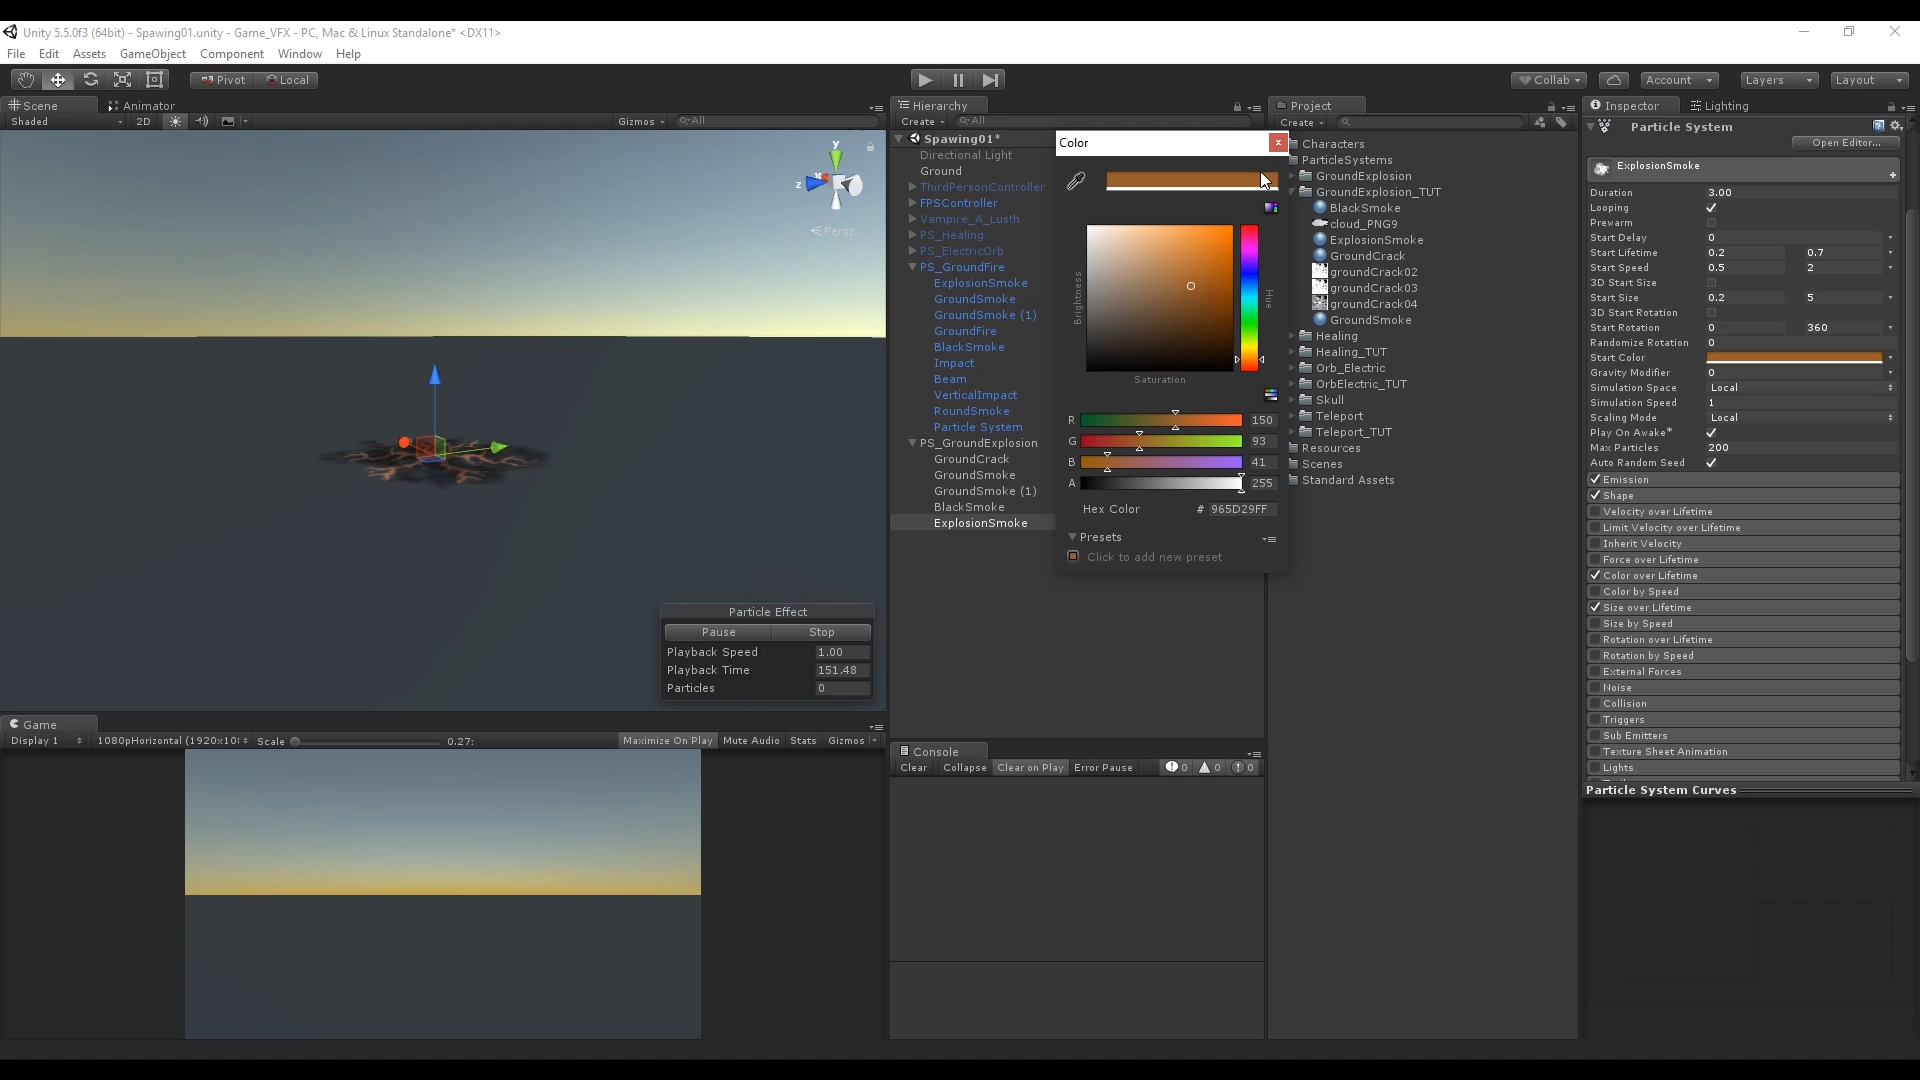 Unity 5.5.0f3 (64bit) - Spawing01.unity - Game_VFX - PC, Mac & Linux Standalone* <DX11>
File Edit Assets GameObject Component Window Help
Pivot Local
Collab Account Layers Layout
Scene Animator
Shaded 2D Gizmos All
y
z
x
Persp
Particle Effect
Pause Stop
Playback Speed 1.00
Playback Time 151.48
Particles 0
Game
Display 1 1080pHorizontal (1920x10 Scale 0.27: Maximize On Play Mute Audio Stats Gizmos
Hierarchy
Create All
Spawing01*
Directional Light
Ground
ThirdPersonController
FPSController
Vampire_A_Lusth
PS_Healing
PS_ElectricOrb
PS_GroundFire
ExplosionSmoke
GroundSmoke
GroundSmoke (1)
GroundFire
BlackSmoke
Impact
Beam
VerticalImpact
RoundSmoke
Particle System
PS_GroundExplosion
GroundCrack
GroundSmoke
GroundSmoke (1)
BlackSmoke
ExplosionSmoke
Color
Brightness
Hue
Saturation
R 150
G 93
B 41
A 255
Hex Color # 965D29FF
Presets
Click to add new preset
Console
Clear Collapse Clear on Play Error Pause 0 0 0
Project
Create
Characters
ParticleSystems
GroundExplosion
GroundExplosion_TUT
BlackSmoke
cloud_PNG9
ExplosionSmoke
GroundCrack
groundCrack02
groundCrack03
groundCrack04
GroundSmoke
Healing
Healing_TUT
Orb_Electric
OrbElectric_TUT
Skull
Teleport
Teleport_TUT
Resources
Scenes
Standard Assets
Inspector Lighting
Particle System
Open Editor...
ExplosionSmoke
Duration 3.00
Looping
Prewarm
Start Delay 0
Start Lifetime 0.2 0.7
Start Speed 0.5 2
3D Start Size
Start Size 0.2 5
3D Start Rotation
Start Rotation 0 360
Randomize Rotation 0
Start Color
Gravity Modifier 0
Simulation Space Local
Simulation Speed 1
Scaling Mode Local
Play On Awake*
Max Particles 200
Auto Random Seed
Emission
Shape
Velocity over Lifetime
Limit Velocity over Lifetime
Inherit Velocity
Force over Lifetime
Color over Lifetime
Color by Speed
Size over Lifetime
Size by Speed
Rotation over Lifetime
Rotation by Speed
External Forces
Noise
Collision
Triggers
Sub Emitters
Texture Sheet Animation
Lights
Particle System Curves